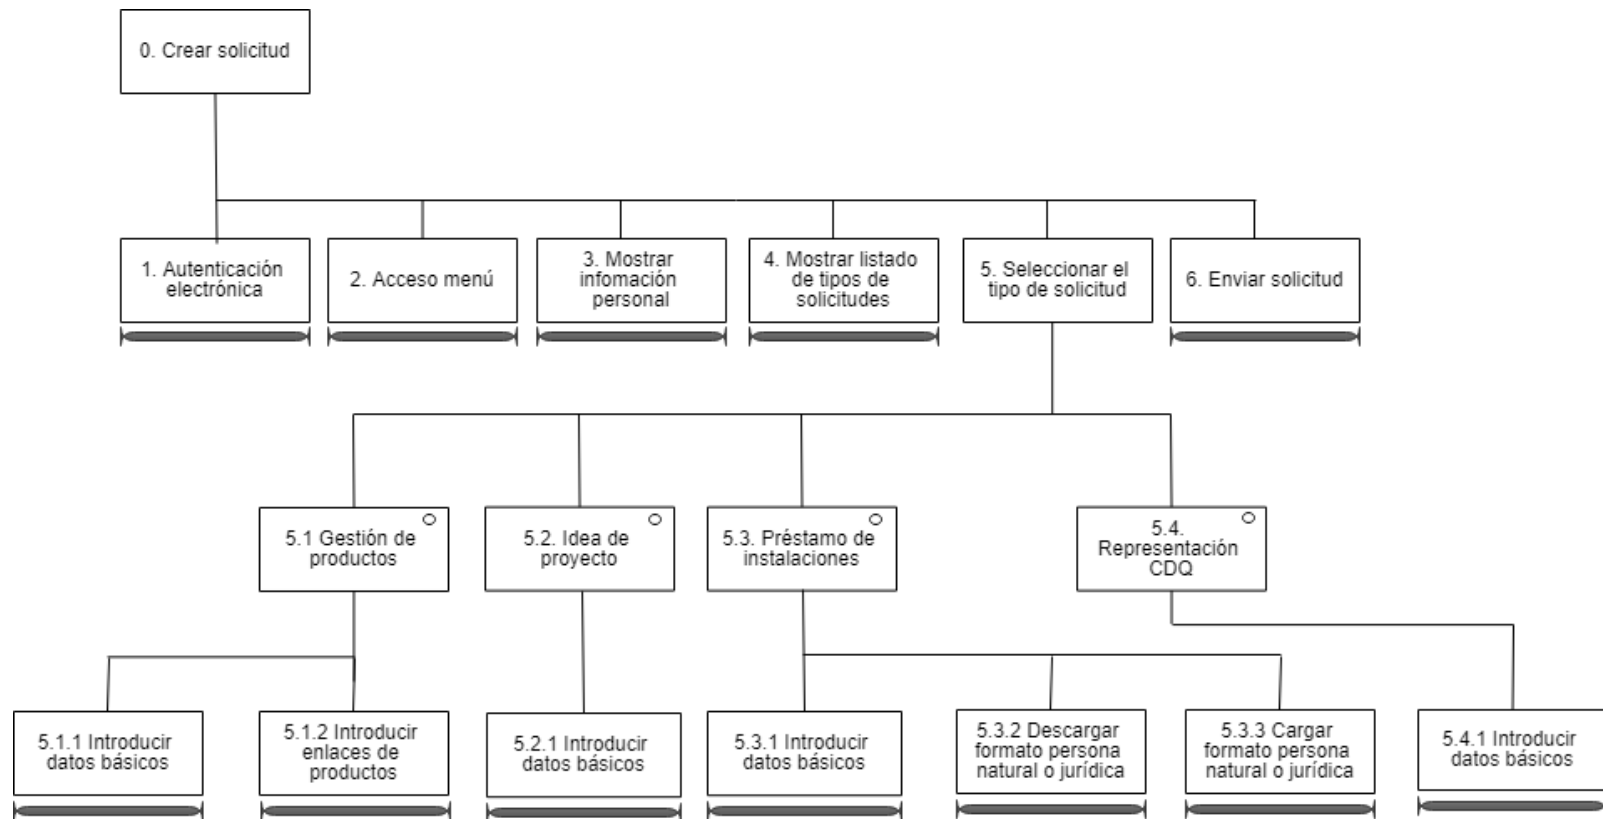 0. Crear solicitud
1. Autenticación
electrónica
2. Acceso menú
3. Mostrar
infomación
personal
4. Mostrar listado
de tipos de
solicitudes
5. Seleccionar el
tipo de solicitud
6. Enviar solicitud
5.1 Gestión de
productos
5.2. Idea de
proyecto
5.3. Préstamo de
instalaciones
5.4.
Representación
CDQ
5.1.1 Introducir
datos básicos
5.1.2 Introducir
enlaces de
productos
5.2.1 Introducir
datos básicos
5.3.1 Introducir
datos básicos
5.3.2 Descargar
formato persona
natural o jurídica
5.3.3 Cargar
formato persona
natural o jurídica
5.4.1 Introducir
datos básicos